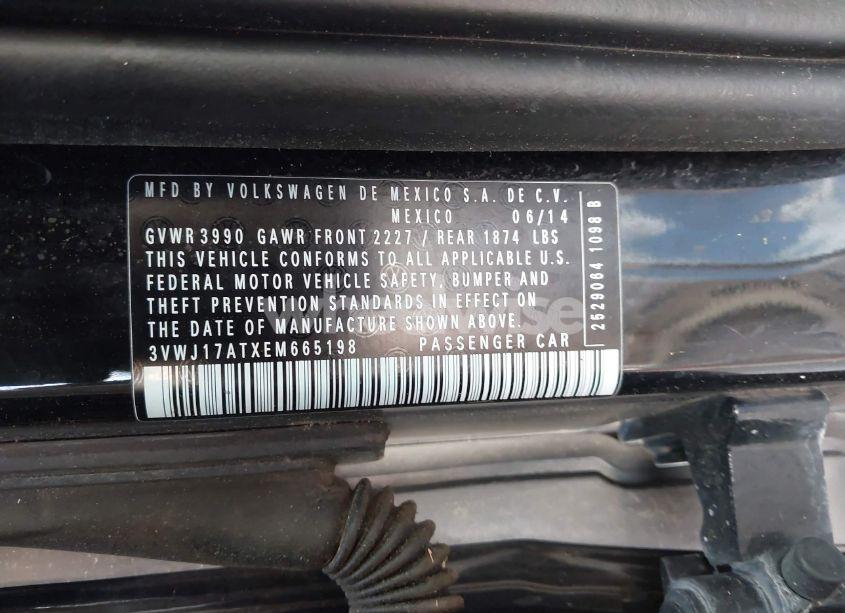 MFD BY VOLKSWAGEN DE MEXICO S.A. DE C.V.
MEXICO 06/14
GVWR 3990 GAWR FRONT 2227 / REAR 1874 LBS
THIS VEHICLE CONFORMS TO ALL APPLICABLE U.S.
FEDERAL MOTOR VEHICLE SAFETY, BUMPER AND
THEFT PREVENTION STANDARDS IN EFFECT ON
THE DATE OF MANUFACTURE SHOWN ABOVE.
3VWJ17ATXEM665198 PASSENGER CAR
2529064 1098 B